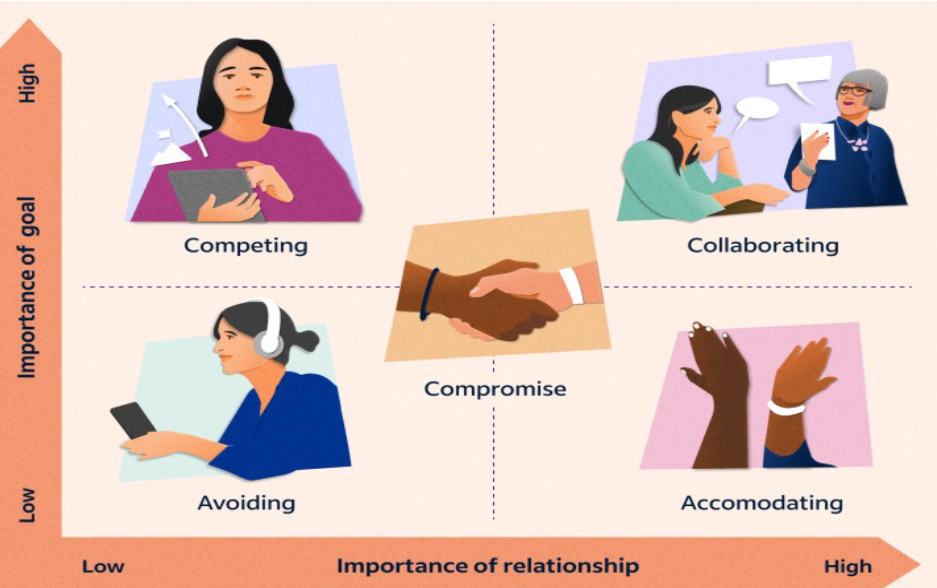 High
Importance of goal
Low
Competing
Collaborating
Compromise
Avoiding
Accomodating
Low
Importance of relationship
High